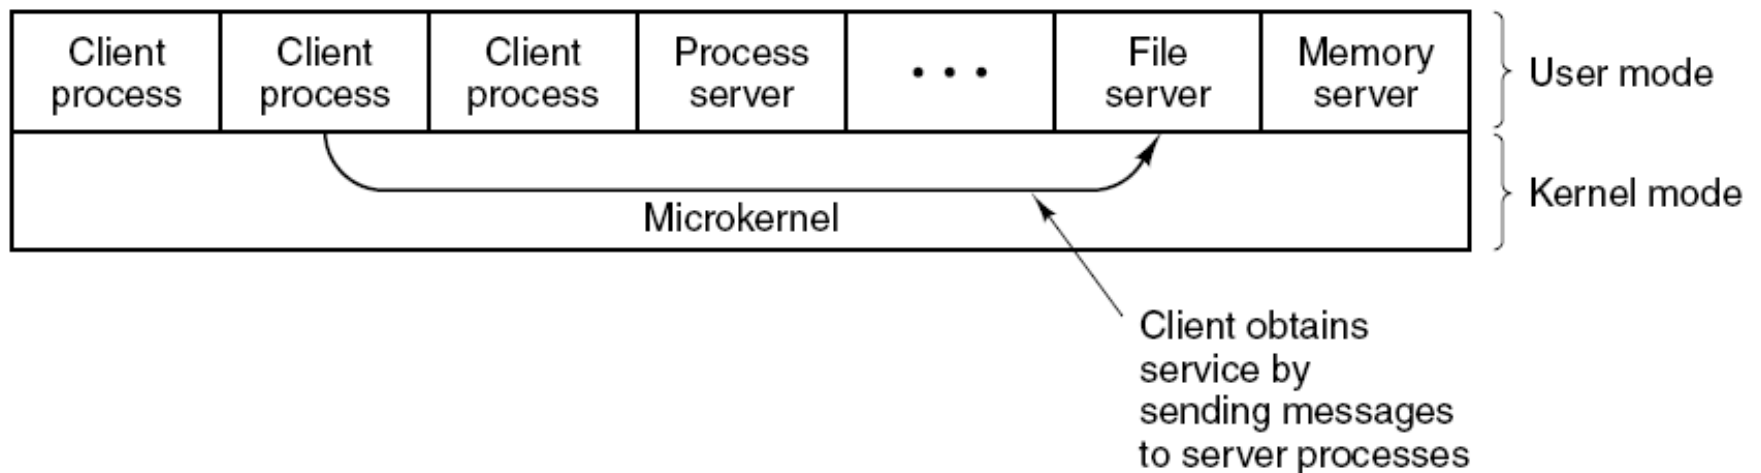 Client
process
Client
process
Client
process
Process
server
• • •
File
server
Memory
server
User mode
Microkernel
Kernel mode
Client obtains
service by
sending messages
to server processes